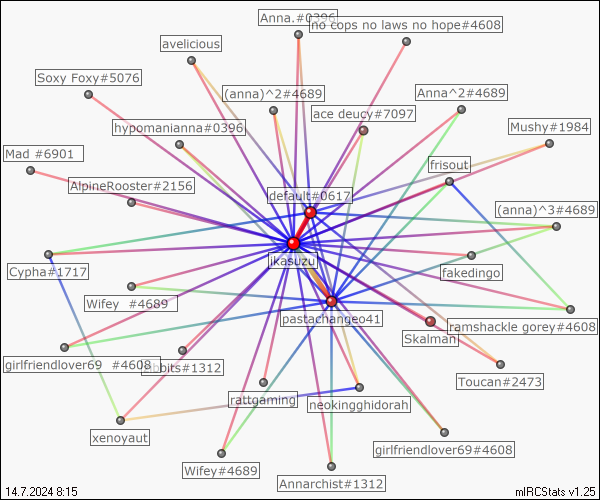 Anna.#0396
no cops no laws no hope#4608
avelicious
Soxy Foxy#5076
(anna)^2#4689
Anna^2#4689
ace deucy#7097
hypomanianna#0396
Mushy#1984
Mad #6901
frisout
AlpineRooster#2156
default#0617
(anna)^3#4689
jikasuzu
Cypha#1717
fakedingo
Wifey #4689
pastachangeo41
ramshackle gorey#4608
Skalman
girlfriendlover69 #4608
#1312
Toucan#2473
rattgaming
neokingghidorah
xenoyaut
girlfriendlover69#4608
Wifey#4689
Annarchist#1312
14.7.2024 8:15
mIRCStats v1.25